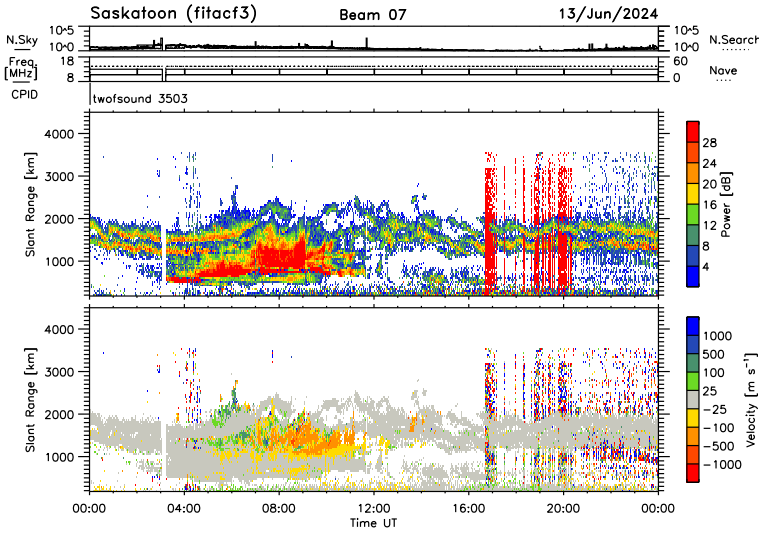 Saskatoon (fitacf3) Beam 07 13/Jun/2024
N.Sky 10^5 10^5 N.Search
10^0 10^0
Freq. 18 60 Nave
[MHz] 8 0
CPID twofsound 3503
Slant Range [km] 4000 3000 2000 1000
28 24 20 16 12 8 4 Power [dB]
Slant Range [km] 4000 3000 2000 1000
1000 500 100 25 −25 −100 −500 −1000 Velocity [m s⁻¹]
00:00 04:00 08:00 12:00 16:00 20:00 00:00
Time UT